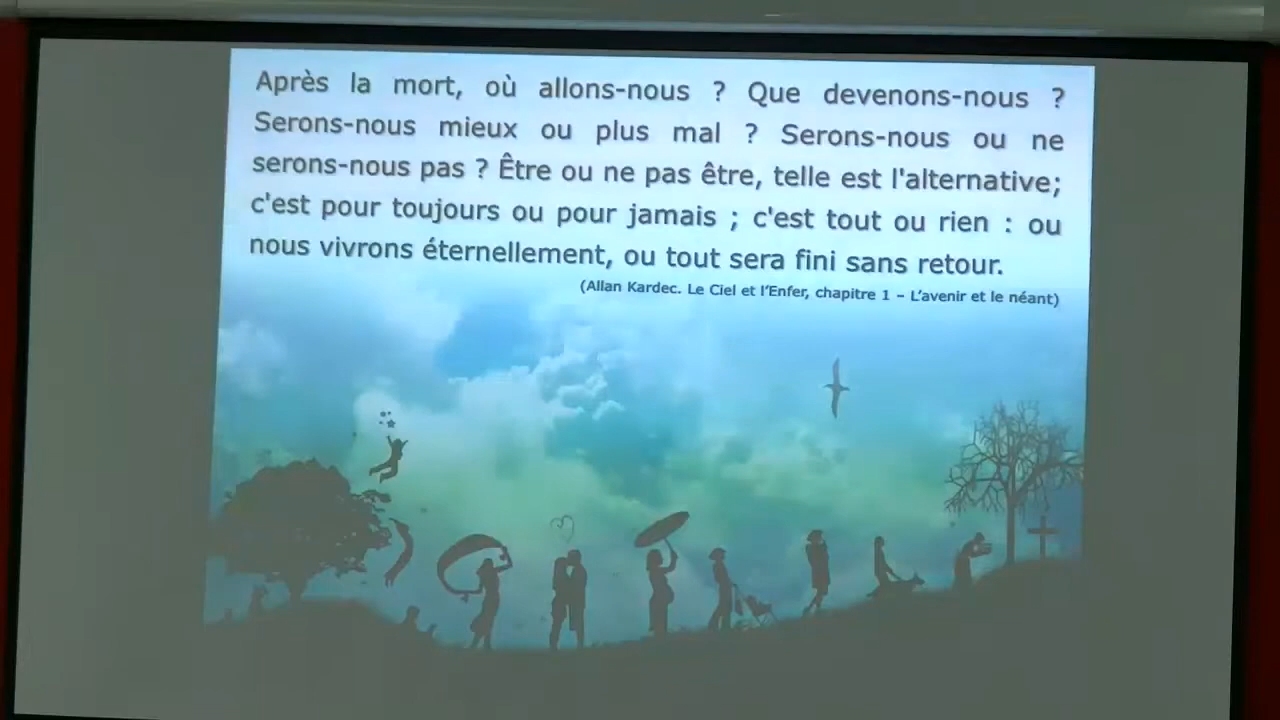 Après la mort, où allons-nous ? Que devenons-nous ?
Serons-nous mieux ou plus mal ? Serons-nous ou ne
serons-nous pas ? Être ou ne pas être, telle est l'alternative;
c'est pour toujours ou pour jamais ; c'est tout ou rien : ou
nous vivrons éternellement, ou tout sera fini sans retour.
(Allan Kardec. Le Ciel et l'Enfer, chapitre 1 – L'avenir et le néant)